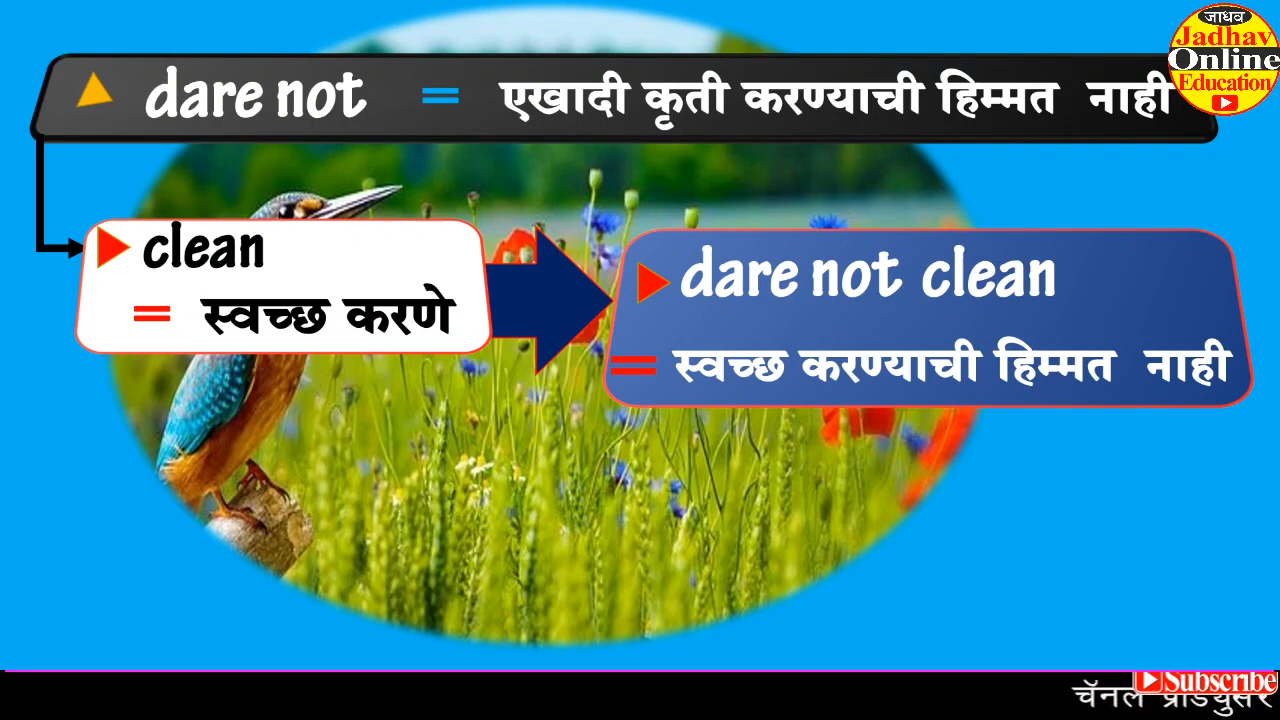 जाधव
Jadhav
Online
Education
dare not = एखादी कृती करण्याची हिम्मत नाही
clean
= स्वच्छ करणे
dare not clean
= स्वच्छ करण्याची हिम्मत नाही
Subscribe
चॅनल